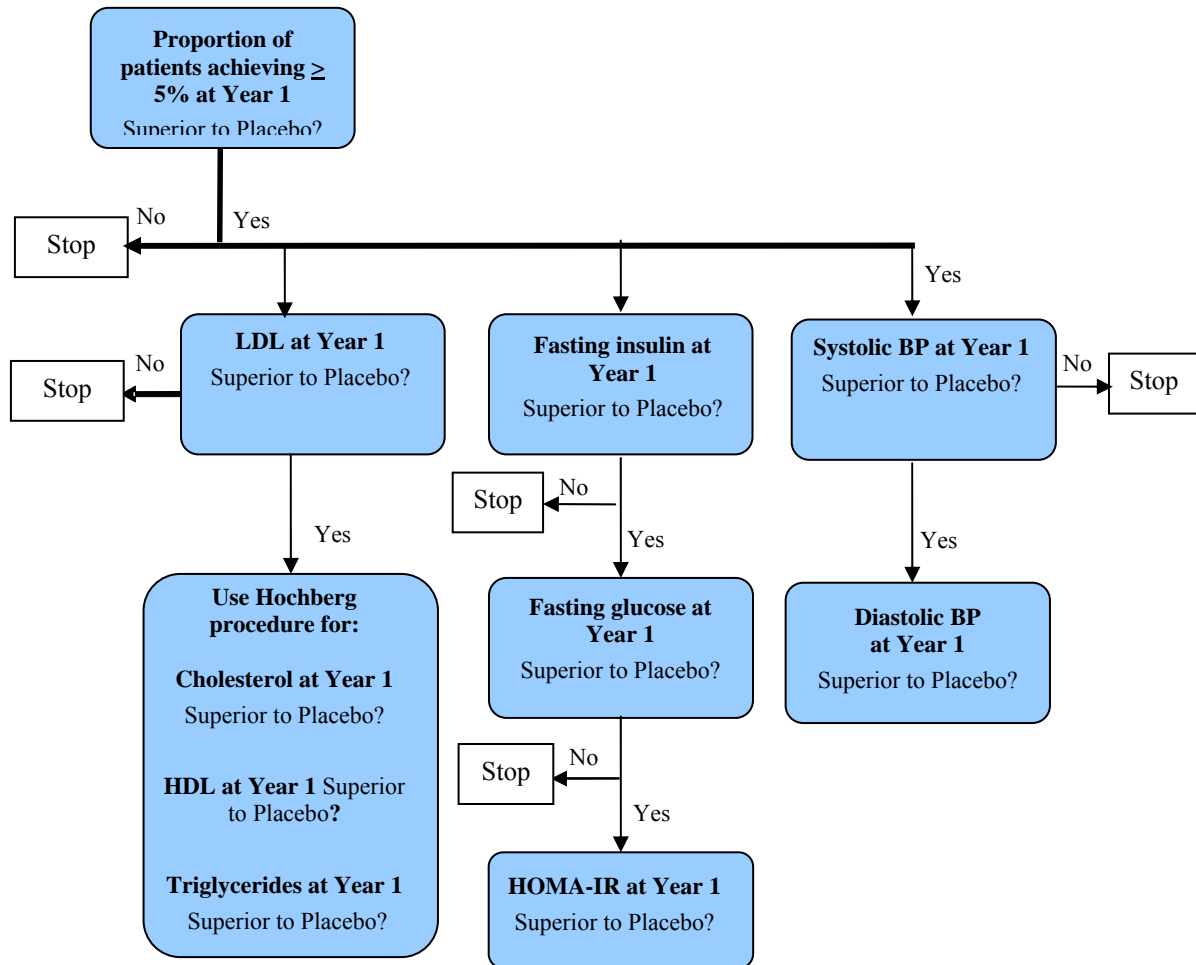 Proportion of
patients achieving ≥
5% at Year 1
Superior to Placebo?
No
Yes
Stop
Yes
LDL at Year 1
Superior to Placebo?
Fasting insulin at
Year 1
Superior to Placebo?
Systolic BP at Year 1
Superior to Placebo?
No
Stop
No
Stop
Stop
No
Yes
Yes
Yes
Use Hochberg
procedure for:
Cholesterol at Year 1
Superior to Placebo?
HDL at Year 1 Superior
to Placebo?
Triglycerides at Year 1
Superior to Placebo?
Fasting glucose at
Year 1
Superior to Placebo?
Diastolic BP
at Year 1
Superior to Placebo?
Stop
No
Yes
HOMA-IR at Year 1
Superior to Placebo?